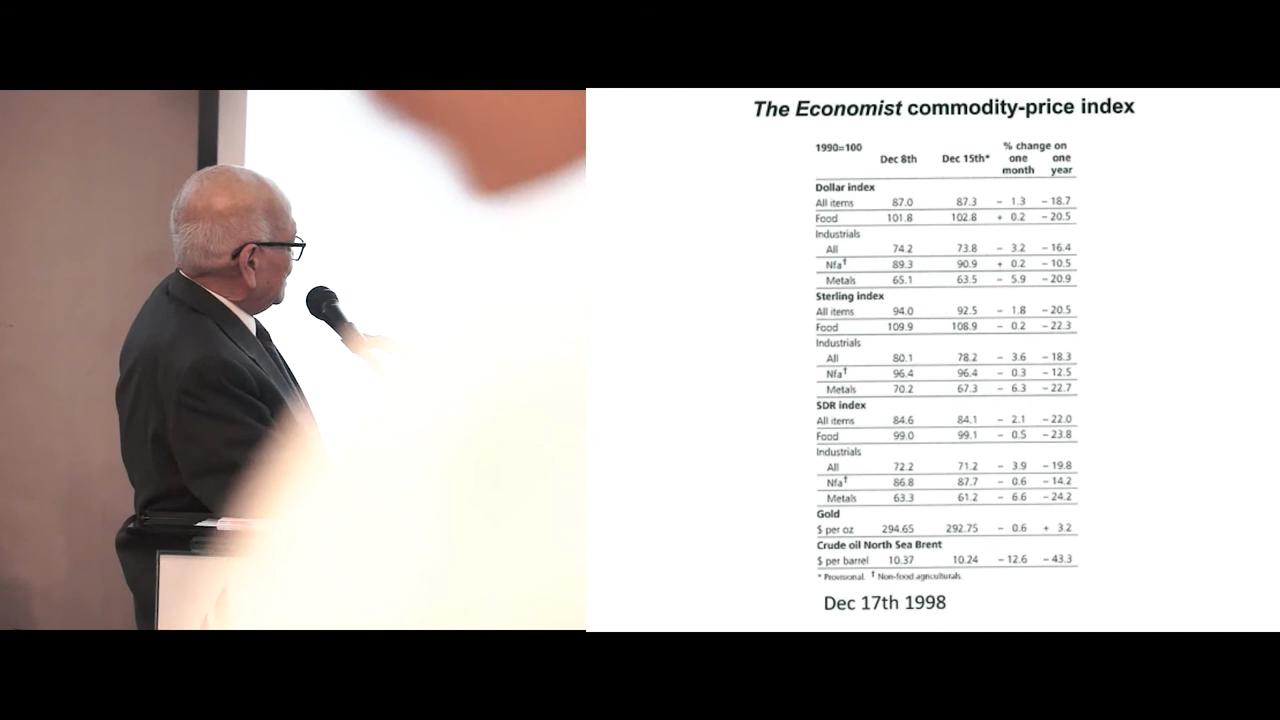 The Economist commodity-price index
1990=100 % change on
Dec 8th Dec 15th* one one
month year
Dollar index
All items 87.0 87.3 – 1.3 – 18.7
Food 101.8 102.8 + 0.2 – 20.5
Industrials
All 74.2 73.8 – 3.2 – 16.4
Nfa† 89.3 90.9 + 0.2 – 10.5
Metals 65.1 63.5 – 5.9 – 20.9
Sterling index
All items 94.0 92.5 – 1.8 – 20.5
Food 109.9 108.9 – 0.2 – 22.3
Industrials
All 80.1 78.2 – 3.6 – 18.3
Nfa† 96.4 96.4 – 0.3 – 12.5
Metals 70.2 67.3 – 6.3 – 22.7
SDR index
All items 84.6 84.1 – 2.1 – 22.0
Food 99.0 99.1 – 0.5 – 23.8
Industrials
All 72.2 71.2 – 3.9 – 19.8
Nfa† 86.8 87.7 – 0.6 – 14.2
Metals 63.3 61.2 – 6.6 – 24.2
Gold
$ per oz 294.65 292.75 – 0.6 + 3.2
Crude oil North Sea Brent
$ per barrel 10.37 10.24 – 12.6 – 43.3
* Provisional. † Non-food agriculturals.
Dec 17th 1998